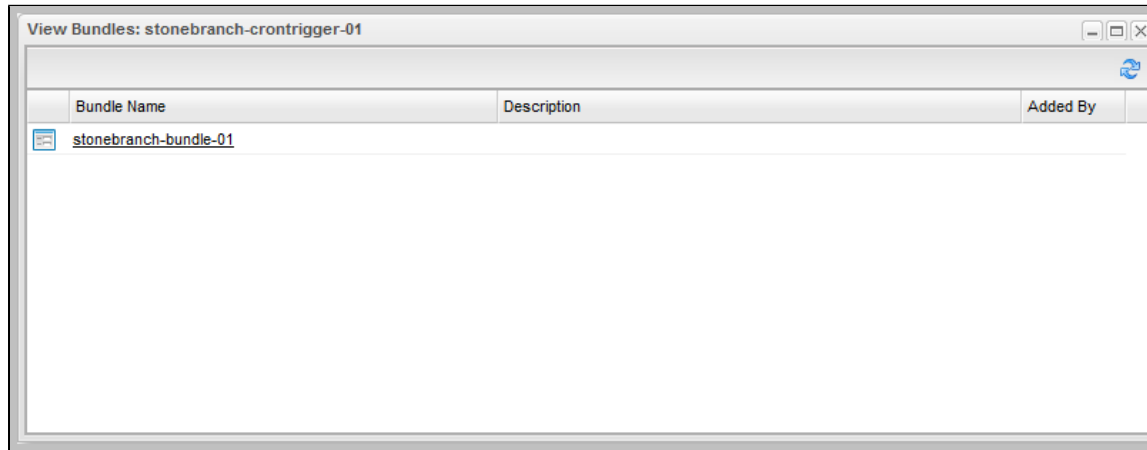 View Bundles: stonebranch-crontrigger-01
Bundle Name Description Added By
stonebranch-bundle-01